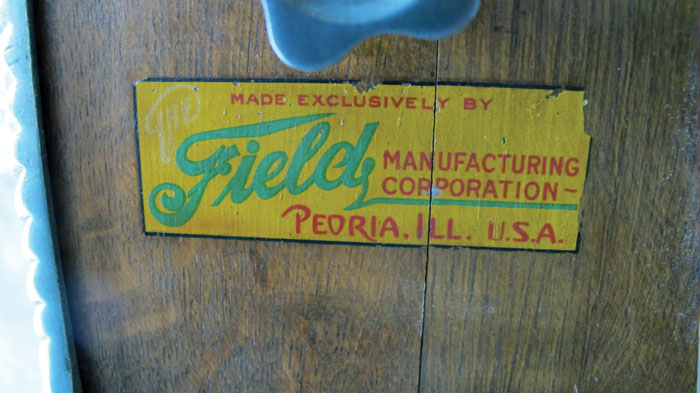 MADE EXCLUSIVELY BY
The Field MANUFACTURING
CORPORATION~
PEORIA, ILL. U.S.A.